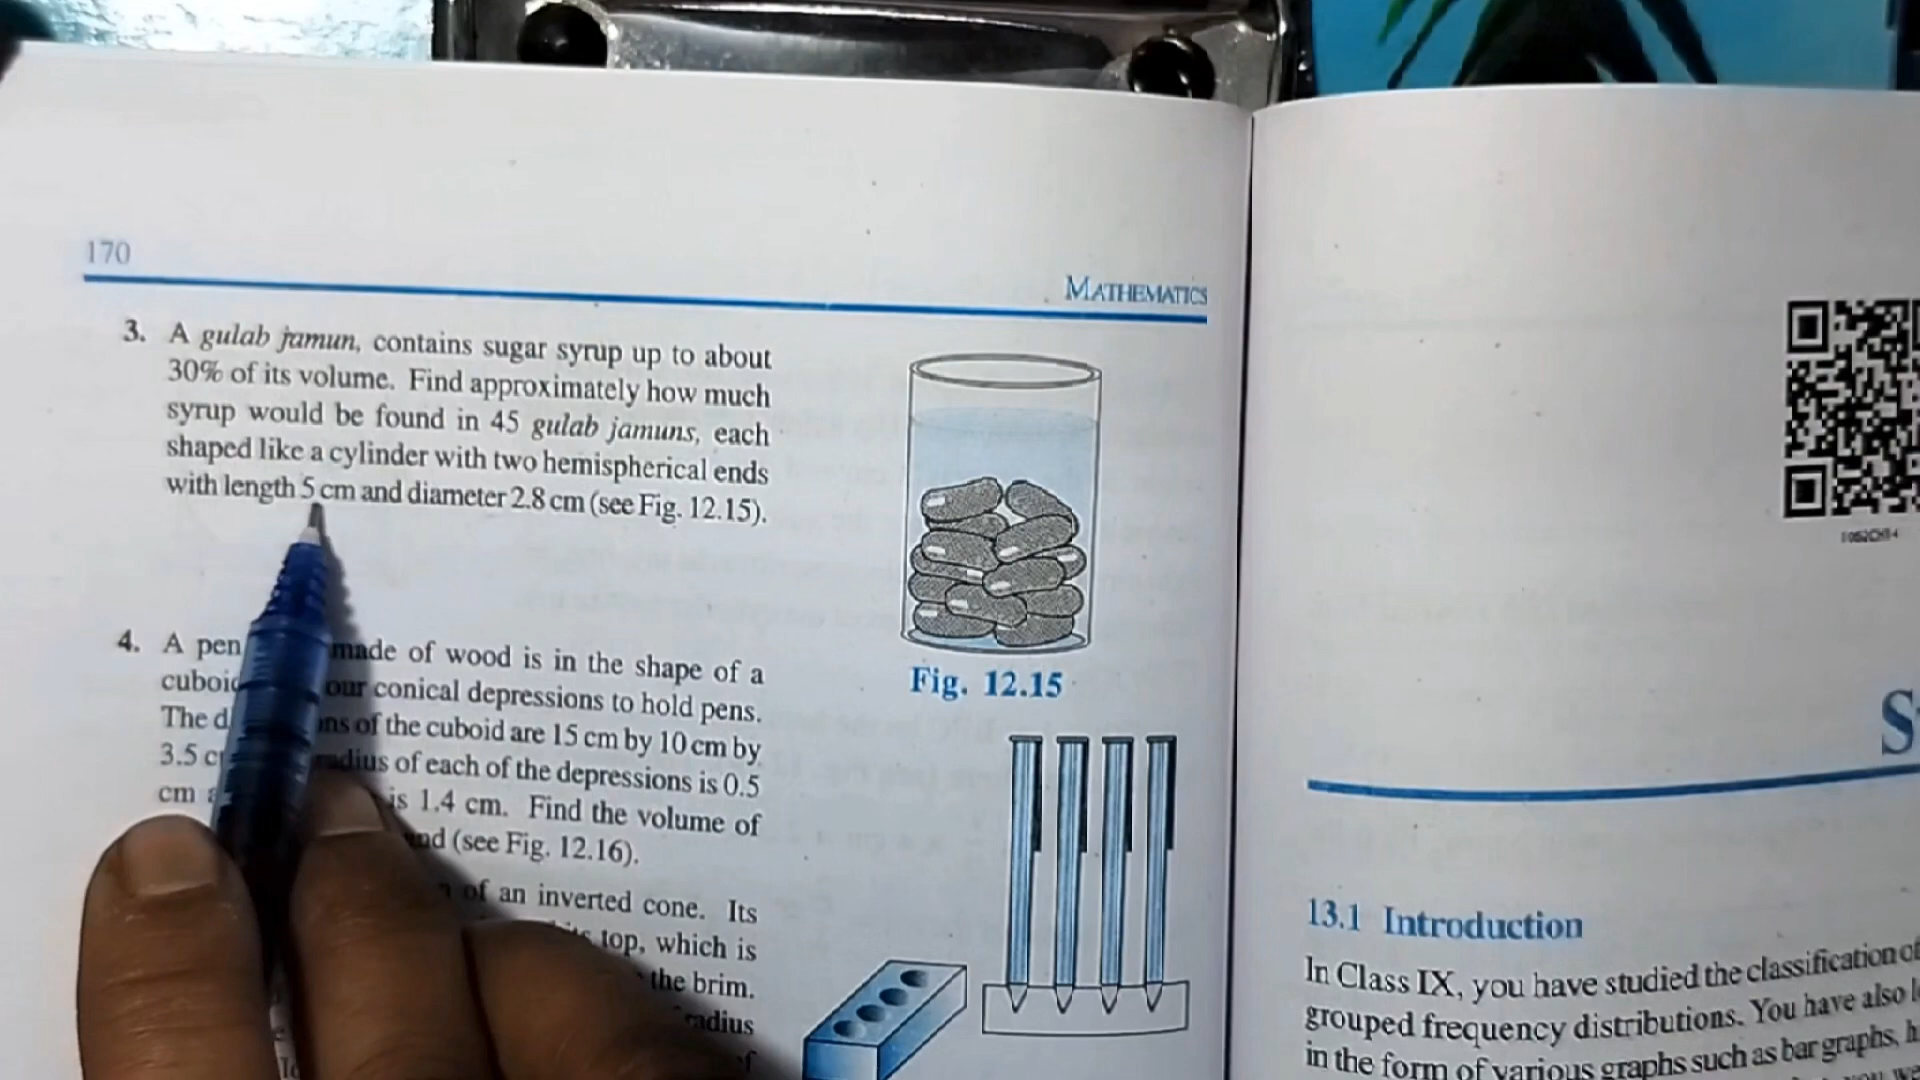 170
MATHEMATICS
3. A gulab jamun, contains sugar syrup up to about
30% of its volume. Find approximately how much
syrup would be found in 45 gulab jamuns, each
shaped like a cylinder with two hemispherical ends
with length 5 cm and diameter 2.8 cm (see Fig. 12.15).
Fig. 12.15
4. A pen made of wood is in the shape of a
conical depressions to hold pens.
The of the cuboid are 15 cm by 10 cm by
3.5 of each of the depressions is 0.5
cm is 1.4 cm. Find the volume of
(see Fig. 12.16).
of an inverted cone. Its
top, which is
the brim.
13.1 Introduction
In Class IX, you have studied the classification of
grouped frequency distributions. You have also
in the form of various graphs such as bar graphs,